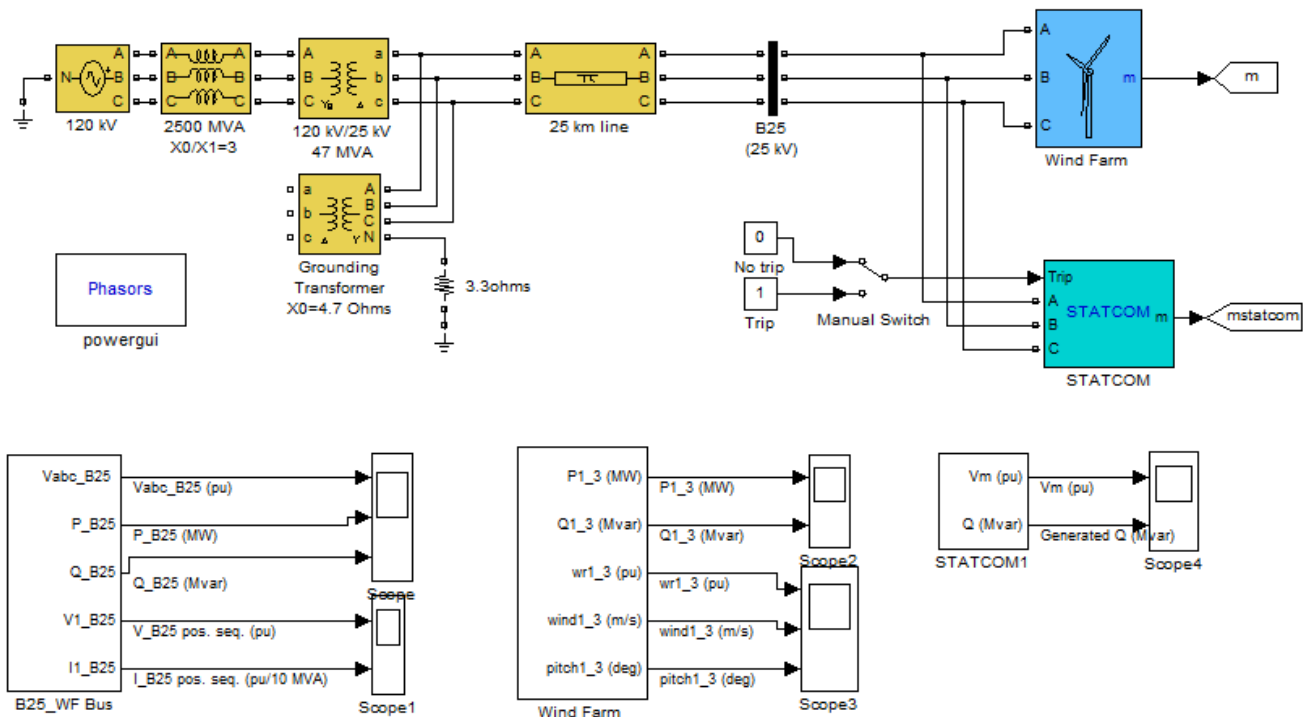 A
B
C
N
A
B
C
A
B
C
A
B
C
A
B
C
Yg
Δ
a
b
c
A
B
C
A
B
C
120 kV
2500 MVA
X0/X1=3
120 kV/25 kV
47 MVA
25 km line
B25
(25 kV)
A
B
C
m
Wind Farm
m
a
b
c
A
B
C
N
Δ
Y
Grounding
Transformer
X0=4.7 Ohms
3.3ohms
Phasors
powergui
0
No trip
1
Trip
Manual Switch
Trip
A
B
C
STATCOM
m
STATCOM
mstatcom
Vabc_B25
P_B25
Q_B25
V1_B25
I1_B25
B25_WF Bus
Vabc_B25 (pu)
P_B25 (MW)
Q_B25 (Mvar)
V_B25 pos. seq. (pu)
I_B25 pos. seq. (pu/10 MVA)
Scope
Scope1
P1_3 (MW)
Q1_3 (Mvar)
wr1_3 (pu)
wind1_3 (m/s)
pitch1_3 (deg)
Wind Farm
P1_3 (MW)
Q1_3 (Mvar)
wr1_3 (pu)
wind1_3 (m/s)
pitch1_3 (deg)
Scope2
Scope3
Vm (pu)
Q (Mvar)
STATCOM1
Vm (pu)
Generated Q (Mvar)
Scope4